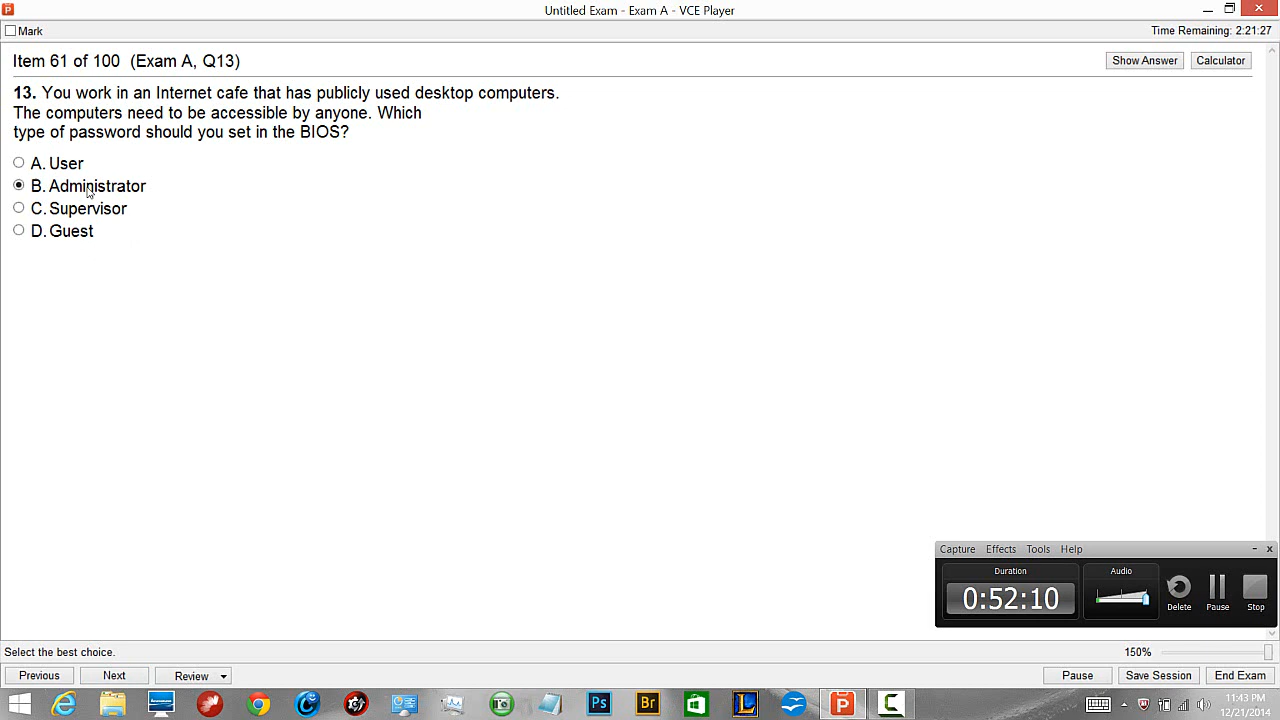 Untitled Exam - Exam A - VCE Player
Mark
Time Remaining: 2:21:27
Item 61 of 100 (Exam A, Q13)
Show Answer
Calculator
13. You work in an Internet cafe that has publicly used desktop computers.
The computers need to be accessible by anyone. Which
type of password should you set in the BIOS?
A. User
B. Administrator
C. Supervisor
D. Guest
Capture Effects Tools Help
Duration
Audio
0:52:10
Delete
Pause
Stop
Select the best choice.
150%
Previous
Next
Review
Pause
Save Session
End Exam
Ps
Br
11:43 PM
12/21/2014